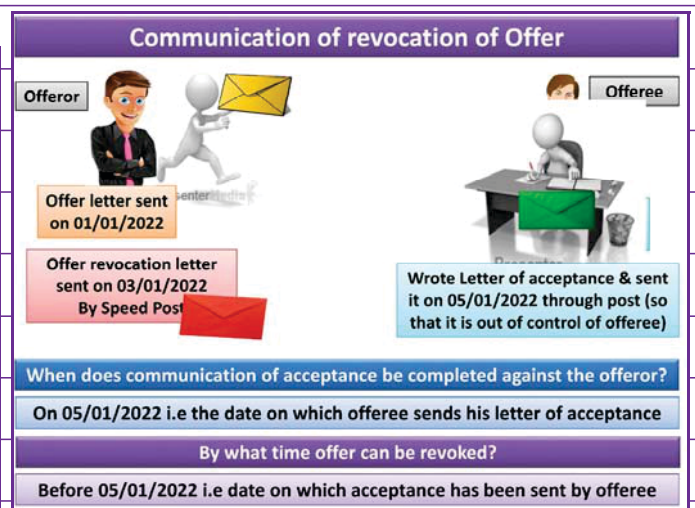 Communication of revocation of Offer
Offeror
Offeree
senterMedia
Offer letter sent
on 01/01/2022
Offer revocation letter
sent on 03/01/2022
By Speed Post
Wrote Letter of acceptance & sent
it on 05/01/2022 through post (so
that it is out of control of offeree)
When does communication of acceptance be completed against the offeror?
On 05/01/2022 i.e the date on which offeree sends his letter of acceptance
By what time offer can be revoked?
Before 05/01/2022 i.e date on which acceptance has been sent by offeree